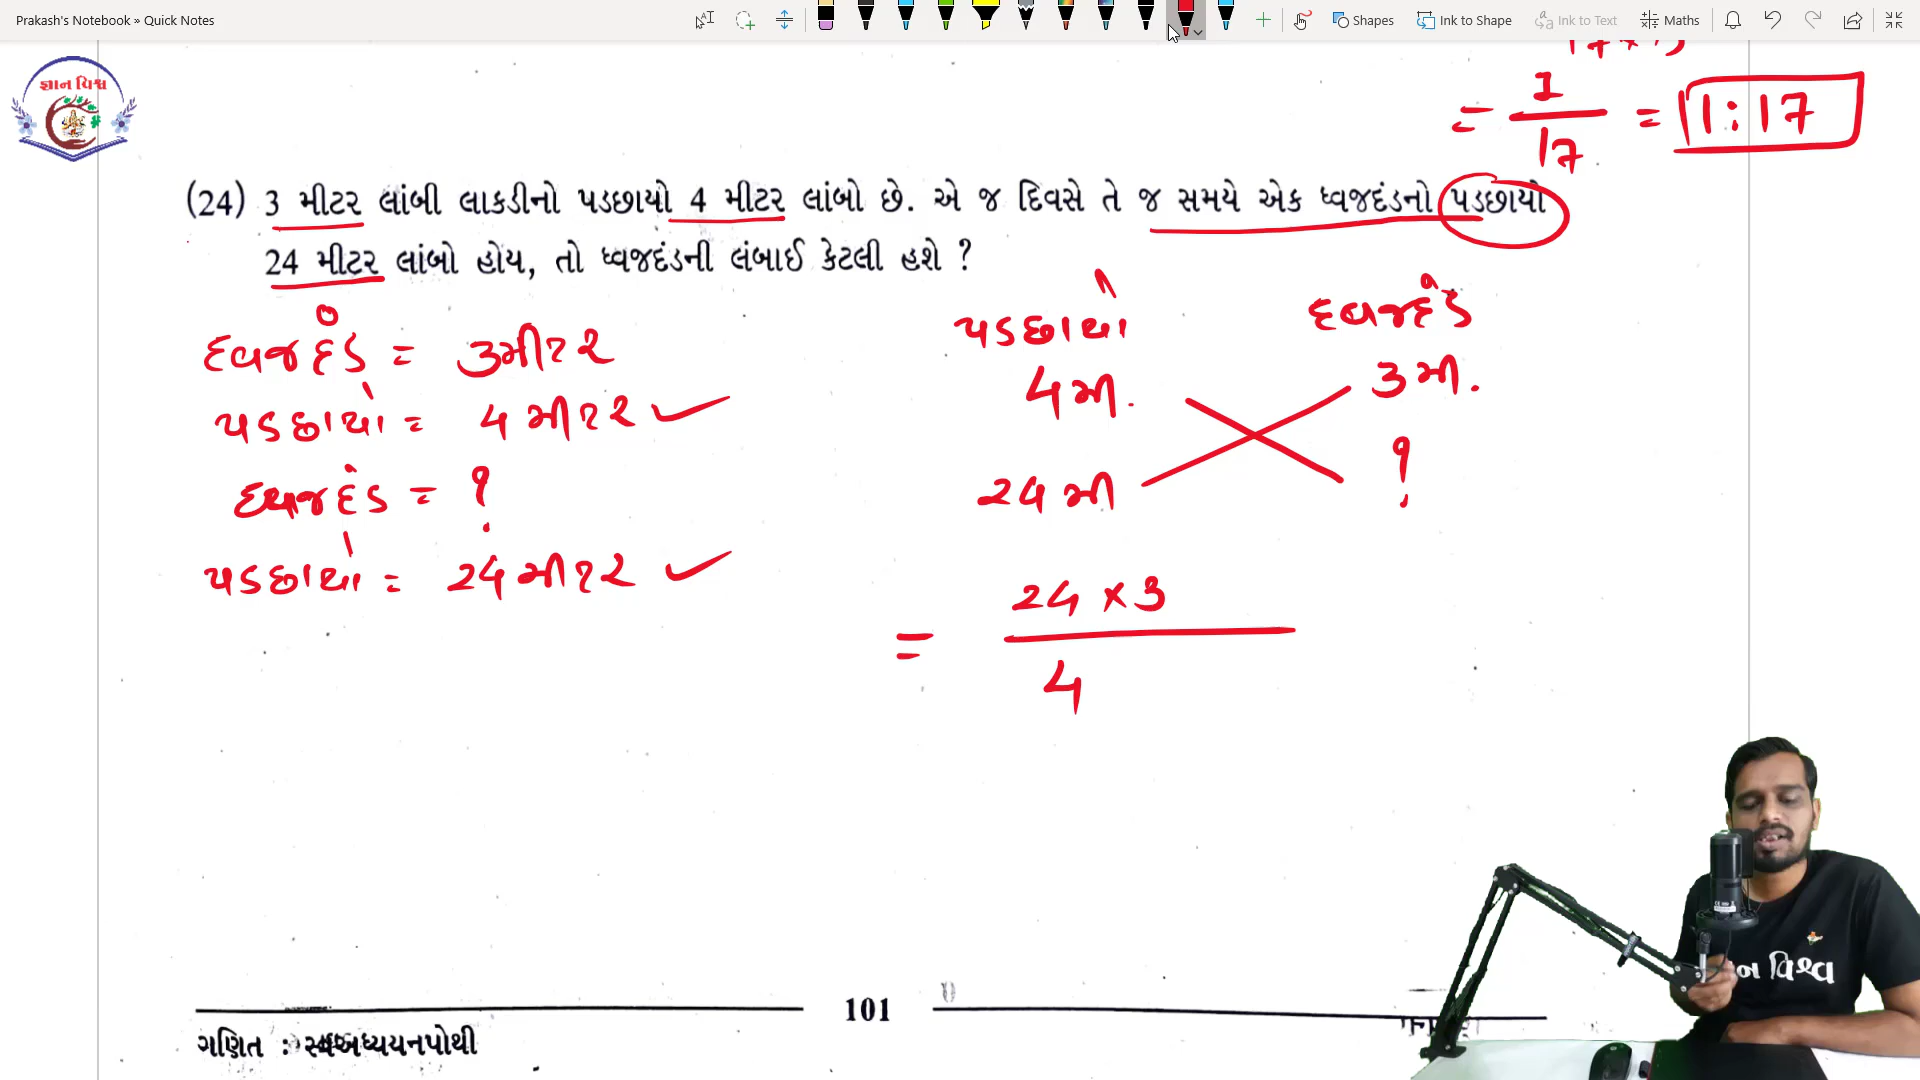 Prakash's Notebook » Quick Notes
Shapes
Ink to Shape
Ink to Text
Maths
જ્ઞાન વિશ્વ
= 1/17 = 1:17
(24) 3 મીટર લાંબી લાકડીનો પડછાયો 4 મીટર લાંબો છે. એ જ દિવસે તે જ સમયે એક ધ્વજદંડનો પડછાયો
24 મીટર લાંબો હોય, તો ધ્વજદંડની લંબાઈ કેટલી હશે ?
ધ્વજદંડ = 3મીટર
પડછાયો = 4 મીટર
ધ્વજદંડ = ?
પડછાયો = 24 મીટર
પડછાયો ધ્વજદંડ
4મી. 3મી.
24 મી ?
= 24 × 3
4
101
ગણિત : સ્વઅધ્યયનપોથી
ન વિશ્વ